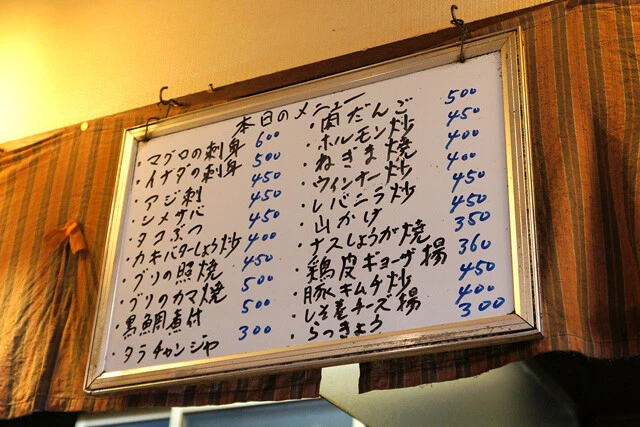 本日のメニュー
・マグロの刺身 600
・イナダの刺身 500
・アジ刺 450
・シメサバ 450
・タコぶつ 450
・カキバターしょう炒 400
・ブリの照焼 450
・ブリのカマ焼 500
・黒鯛煮付 500
・タラチャンジャ 300
・肉だんご 500
・ホルモン炒 450
・ねぎま焼 400
・ウィンナー炒 400
・レバニラ炒 450
・山かけ 450
・ナスしょうが焼 350
・鶏皮ギョーザ揚 360
・豚キムチ炒 450
・しそ巻チーズ揚 400
・らっきょう 300